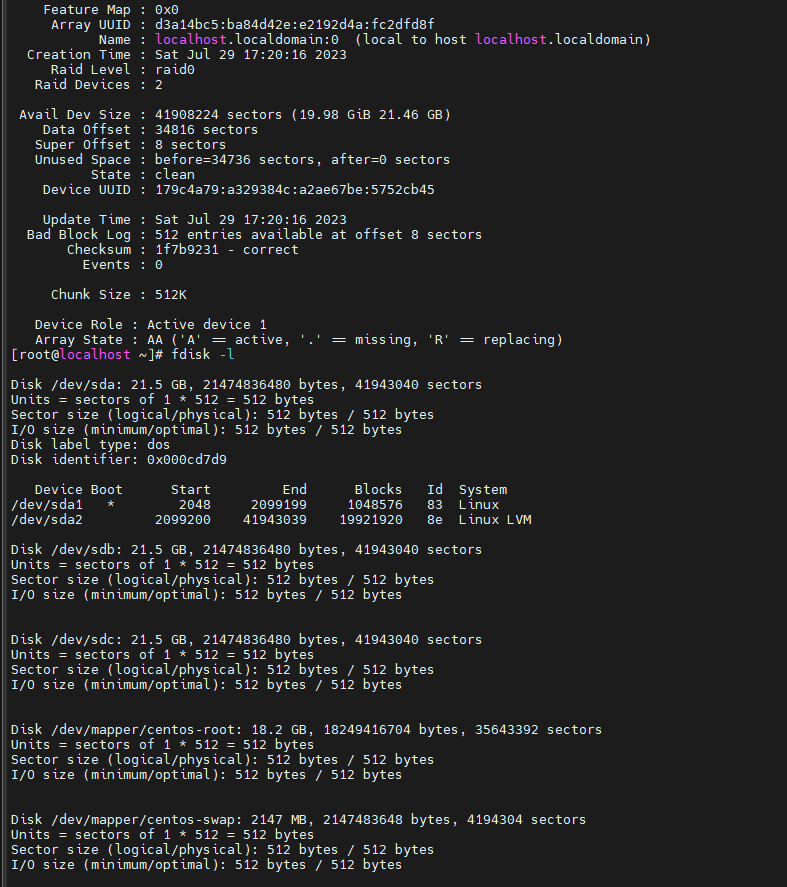 Feature Map : 0x0
Array UUID : d3a14bc5:ba84d42e:e2192d4a:fc2dfd8f
Name : localhost.localdomain:0  (local to host localhost.localdomain)
Creation Time : Sat Jul 29 17:20:16 2023
Raid Level : raid0
Raid Devices : 2
Avail Dev Size : 41908224 sectors (19.98 GiB 21.46 GB)
Data Offset : 34816 sectors
Super Offset : 8 sectors
Unused Space : before=34736 sectors, after=0 sectors
State : clean
Device UUID : 179c4a79:a329384c:a2ae67be:5752cb45
Update Time : Sat Jul 29 17:20:16 2023
Bad Block Log : 512 entries available at offset 8 sectors
Checksum : 1f7b9231 - correct
Events : 0
Chunk Size : 512K
Device Role : Active device 1
Array State : AA ('A' == active, '.' == missing, 'R' == replacing)
[root@localhost ~]# fdisk -l
Disk /dev/sda: 21.5 GB, 21474836480 bytes, 41943040 sectors
Units = sectors of 1 * 512 = 512 bytes
Sector size (logical/physical): 512 bytes / 512 bytes
I/O size (minimum/optimal): 512 bytes / 512 bytes
Disk label type: dos
Disk identifier: 0x000cd7d9
Device Boot      Start         End      Blocks   Id  System
/dev/sda1   *        2048     2099199     1048576   83  Linux
/dev/sda2         2099200    41943039    19921920   8e  Linux LVM
Disk /dev/sdb: 21.5 GB, 21474836480 bytes, 41943040 sectors
Units = sectors of 1 * 512 = 512 bytes
Sector size (logical/physical): 512 bytes / 512 bytes
I/O size (minimum/optimal): 512 bytes / 512 bytes
Disk /dev/sdc: 21.5 GB, 21474836480 bytes, 41943040 sectors
Units = sectors of 1 * 512 = 512 bytes
Sector size (logical/physical): 512 bytes / 512 bytes
I/O size (minimum/optimal): 512 bytes / 512 bytes
Disk /dev/mapper/centos-root: 18.2 GB, 18249416704 bytes, 35643392 sectors
Units = sectors of 1 * 512 = 512 bytes
Sector size (logical/physical): 512 bytes / 512 bytes
I/O size (minimum/optimal): 512 bytes / 512 bytes
Disk /dev/mapper/centos-swap: 2147 MB, 2147483648 bytes, 4194304 sectors
Units = sectors of 1 * 512 = 512 bytes
Sector size (logical/physical): 512 bytes / 512 bytes
I/O size (minimum/optimal): 512 bytes / 512 bytes